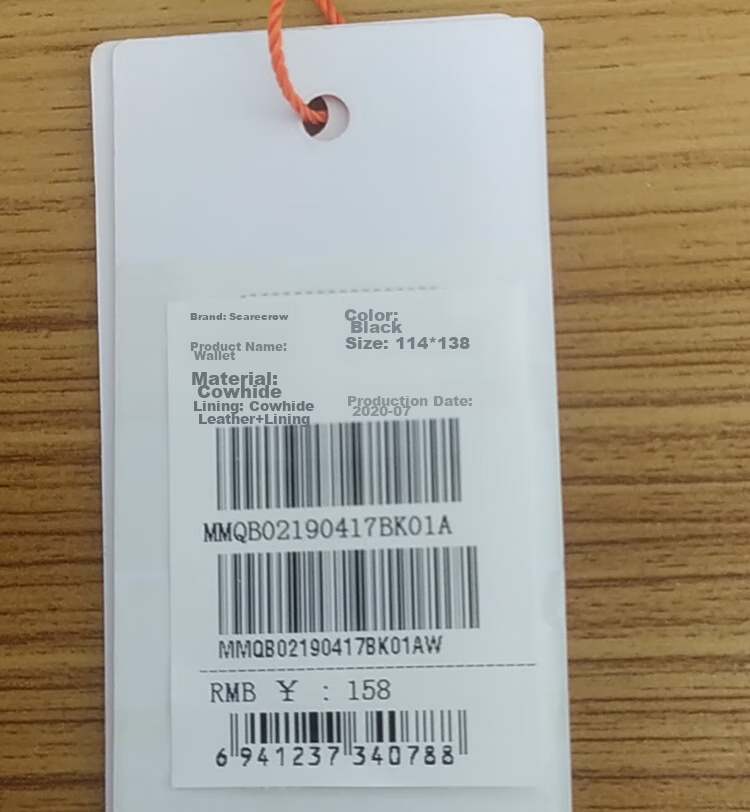 Brand: Scarecrow
Color:
Black
Product Name:
Wallet
Size: 114*138
Material:
Cowhide
Lining: Cowhide
Leather+Lining
Production Date:
2020-07
MMQB02190417BK01A
MMQB02190417BK01AW
RMB ¥ : 158
6 941237 340788